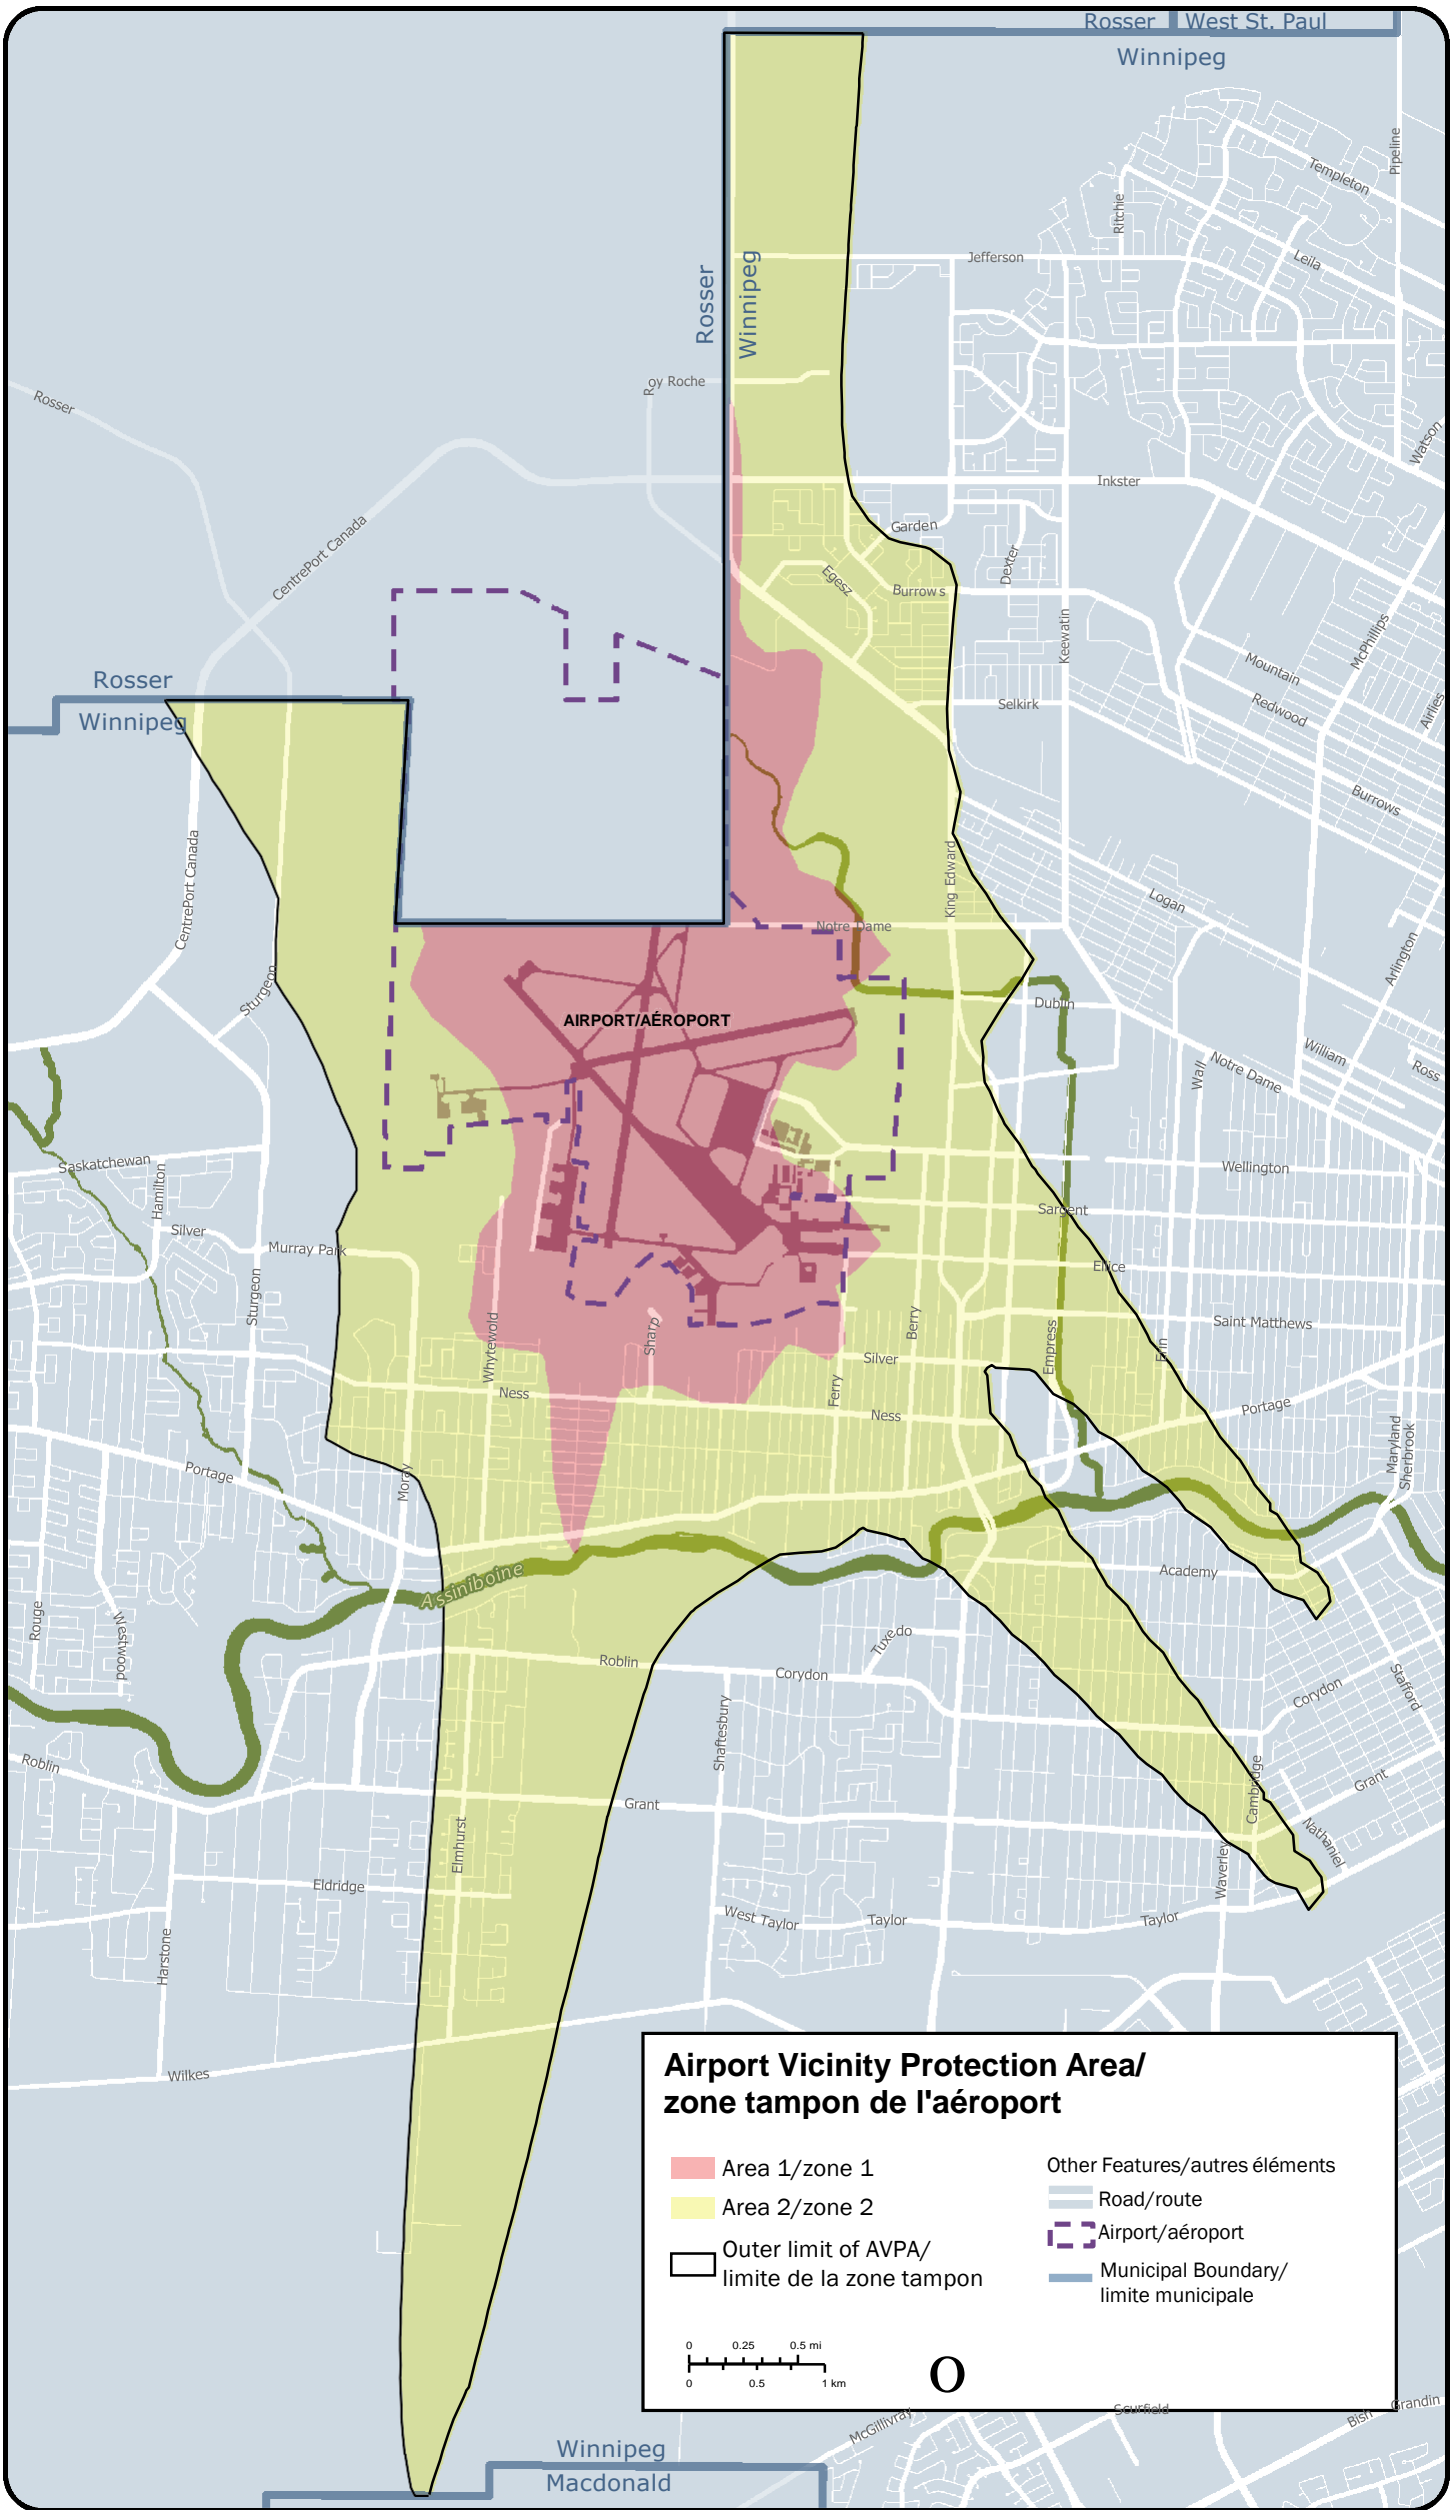 Rosser
West St. Paul
Winnipeg
Pipeline
Templeton
Ritchie
Leila
Jefferson
Rosser
Winnipeg
Roy Roche
Rosser
Watson
Inkster
CentrePort Canada
Garden
Dexter
Egesz
Burrows
Keewatin
McPhillips
Mountain
Redwood
Airlies
Rosser
Winnipeg
Selkirk
Burrows
CentrePort Canada
King Edward
Logan
Notre Dame
Arlington
Sturgeon
AIRPORT/AÉROPORT
Dublin
William
Ross
Notre Dame
Wall
Saskatchewan
Hamilton
Wellington
Silver
Murray Park
Sargent
Ellice
Sturgeon
Whytewold
Sharp
Berry
Empress
Erin
Saint Matthews
Silver
Ness
Ferry
Ness
Portage
Maryland
Sherbrook
Portage
Moray
Assiniboine
Academy
Rouge
Westwood
Tuxedo
Roblin
Corydon
Corydon
Stafford
Shaftesbury
Roblin
Grant
Cambridge
Grant
Nathaniel
Elmhurst
Waverley
Eldridge
West Taylor
Taylor
Taylor
Harstone
Wilkes
Airport Vicinity Protection Area/
zone tampon de l'aéroport
Area 1/zone 1
Area 2/zone 2
Outer limit of AVPA/
limite de la zone tampon
Other Features/autres éléments
Road/route
Airport/aéroport
Municipal Boundary/
limite municipale
0 0.25 0.5 mi
0 0.5 1 km
O
McGillivray
Scurfield
Grandin
Winnipeg
Macdonald